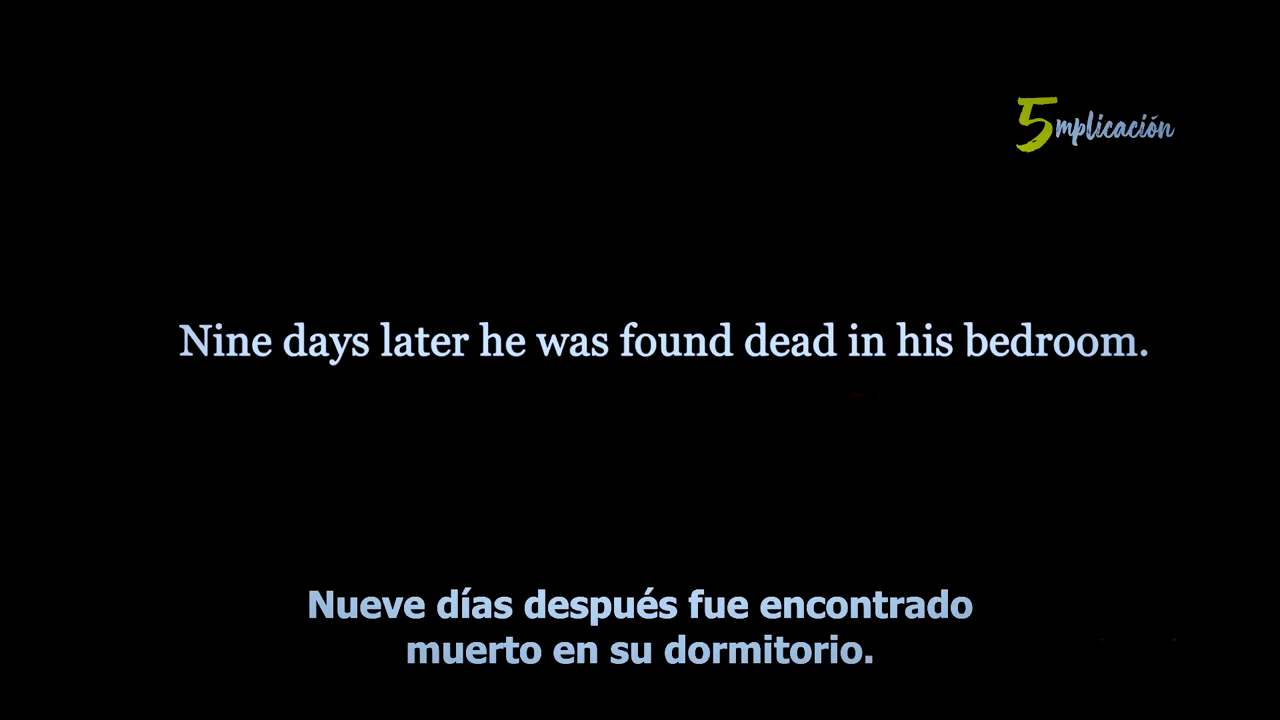 5mplicación
Nine days later he was found dead in his bedroom.
Nueve días después fue encontrado
muerto en su dormitorio.